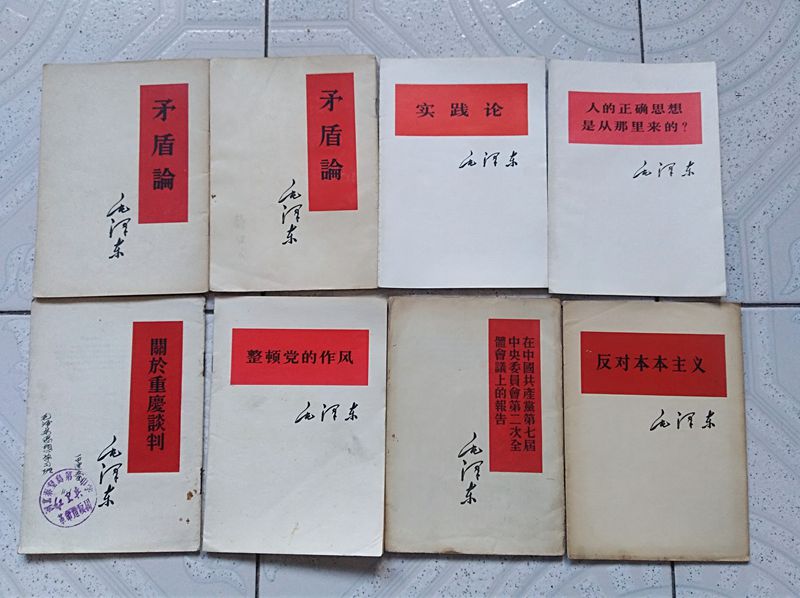 矛盾論
毛泽东
矛盾論
毛泽东
实践论
毛泽东
人的正确思想
是从那里来的？
毛泽东
關於重慶談判
毛泽东
整顿党的作风
毛泽东
在中國共產黨第七屆
中央委員會第二次全
體會議上的報告
毛泽东
反对本本主义
毛泽东